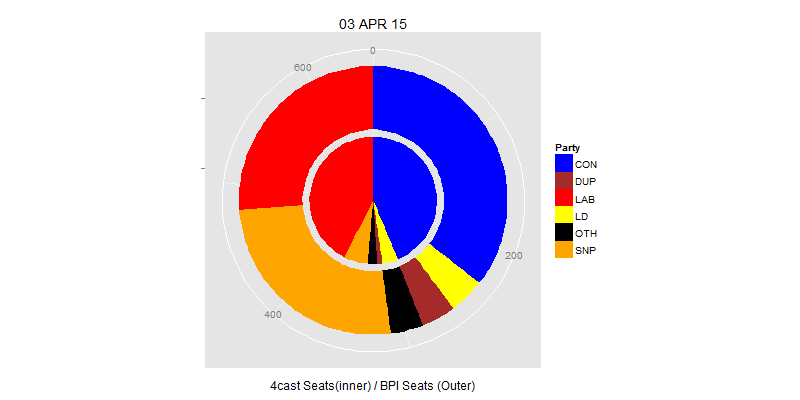 03 APR 15
0
600
200
400
Party
CON
DUP
LAB
LD
OTH
SNP
4cast Seats(inner) / BPI Seats (Outer)